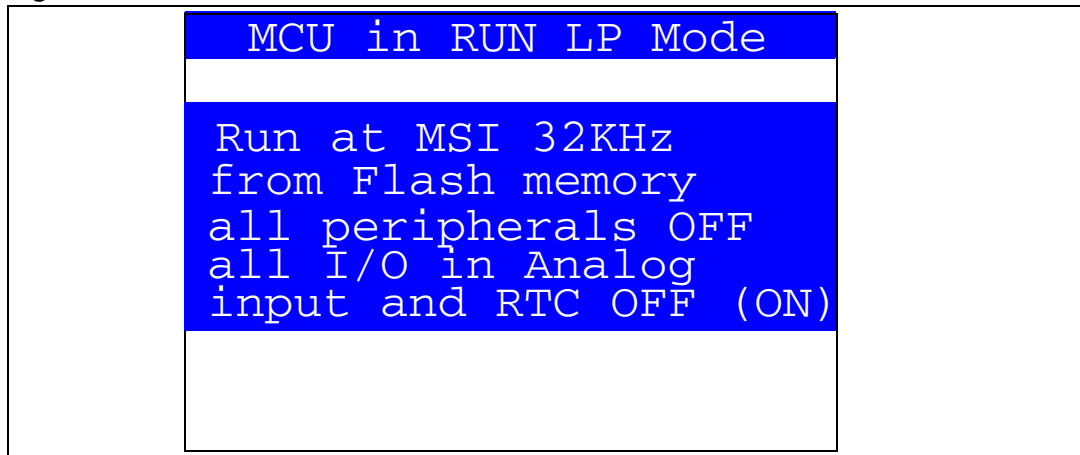 MCU in RUN LP Mode
Run at MSI 32KHz
from Flash memory
all peripherals OFF
all I/O in Analog
input and RTC OFF (ON)